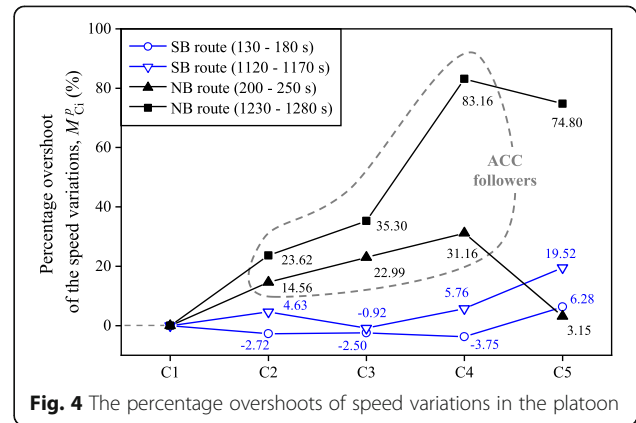 100
80
60
40
20
0
Percentage overshoot
of the speed variations, M^p_Ci (%)
SB route (130 - 180 s)
SB route (1120 - 1170 s)
NB route (200 - 250 s)
NB route (1230 - 1280 s)
83.16
74.80
ACC
followers
35.30
23.62
31.16
22.99
14.56
19.52
4.63
-0.92
5.76
6.28
3.15
-2.72
-2.50
-3.75
C1 C2 C3 C4 C5
Fig. 4 The percentage overshoots of speed variations in the platoon